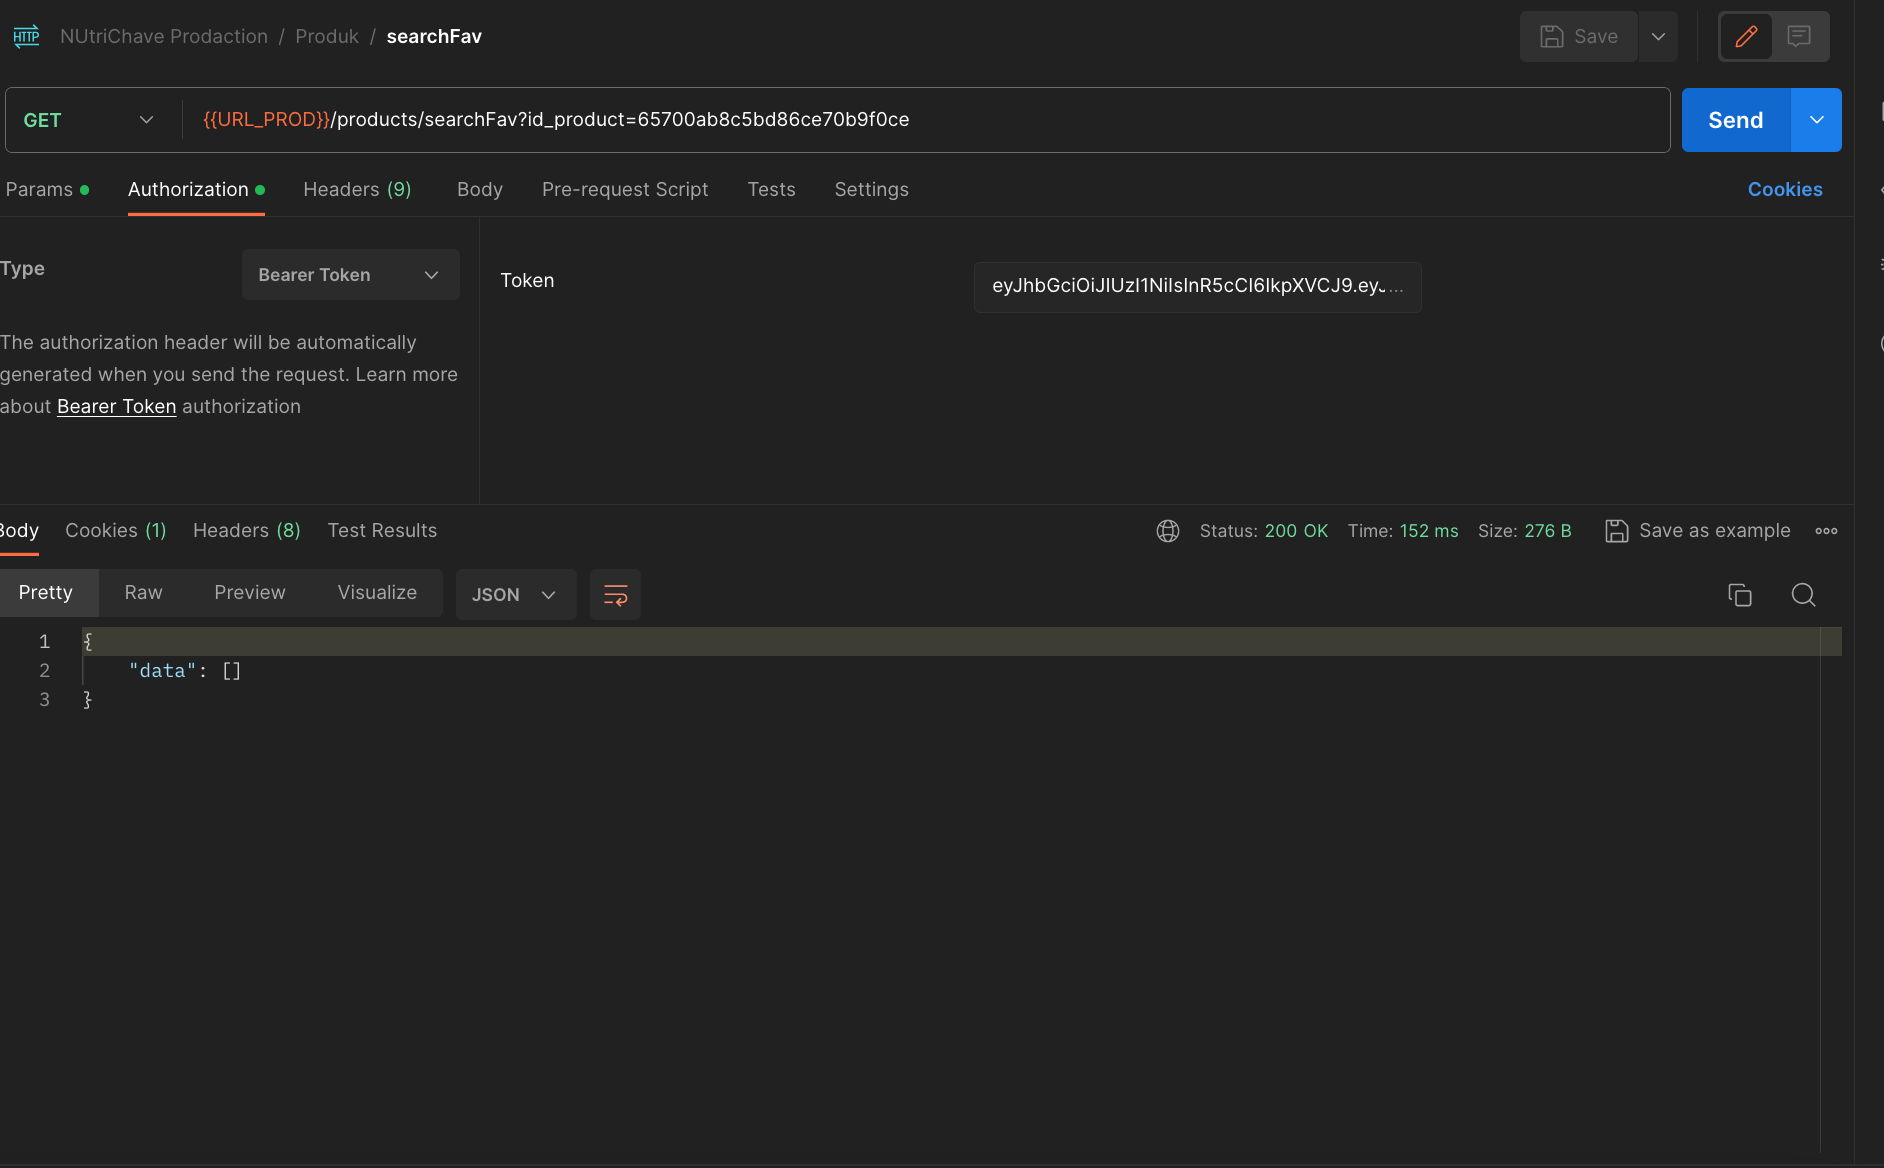 HTTP NUtriChave Prodaction / Produk / searchFav Save
GET {{URL_PROD}}/products/searchFav?id_product=65700ab8c5bd86ce70b9f0ce Send
Params Authorization Headers (9) Body Pre-request Script Tests Settings Cookies
Type Bearer Token Token eyJhbGciOiJIUzI1NiIsInR5cCI6IkpXVCJ9.eyJ...
The authorization header will be automatically
generated when you send the request. Learn more
about Bearer Token authorization
Body Cookies (1) Headers (8) Test Results Status: 200 OK Time: 152 ms Size: 276 B Save as example
Pretty Raw Preview Visualize JSON
1 {
2 "data": []
3 }